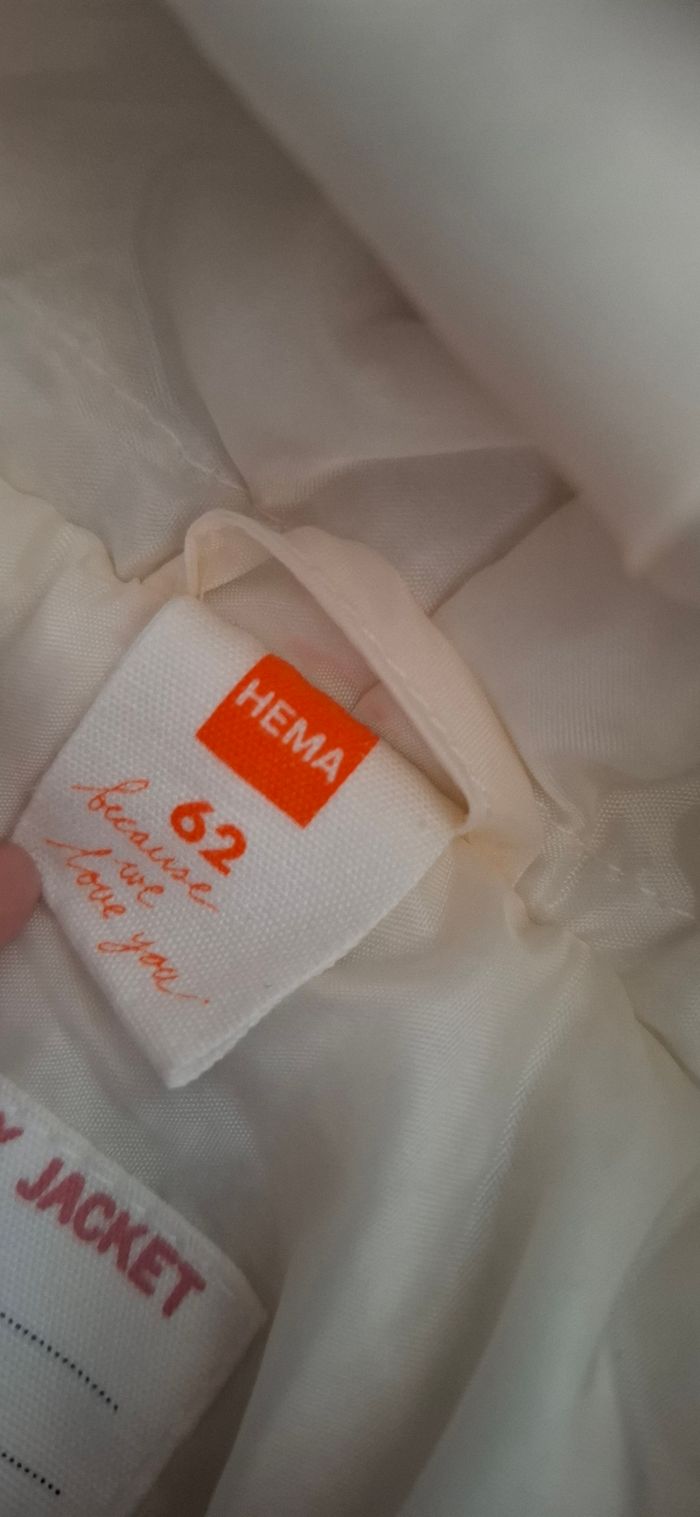 HEMA
62
because
we
love you.
JACKET